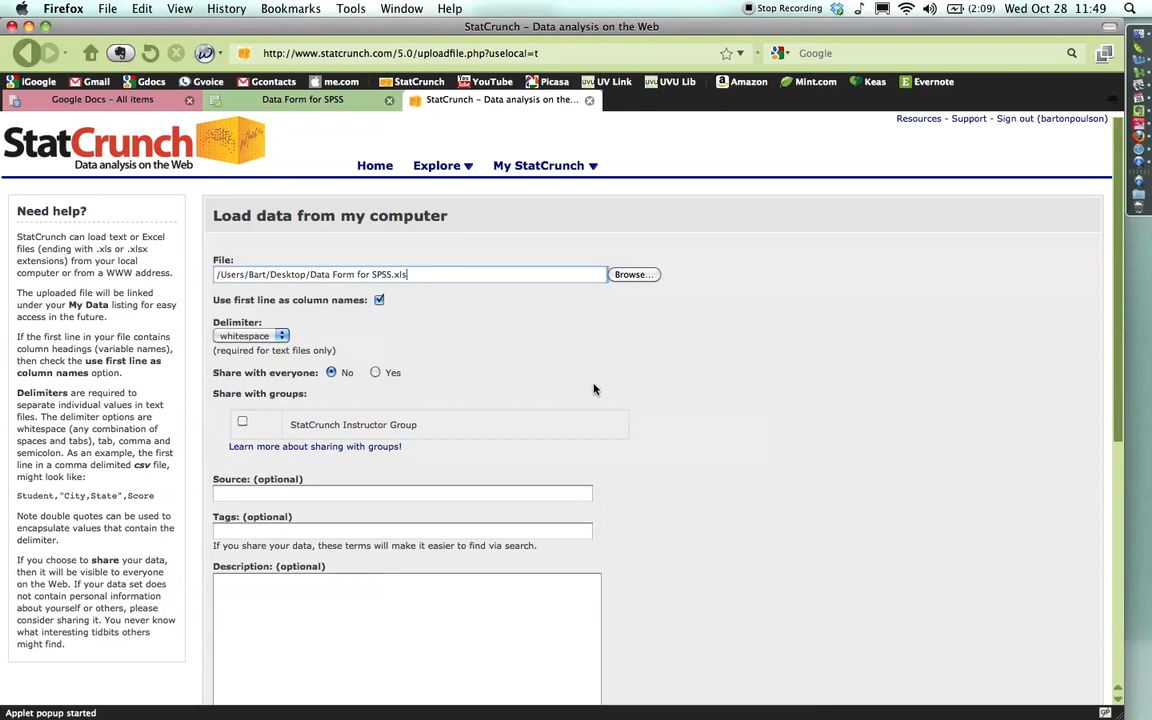 Firefox File Edit View History Bookmarks Tools Window Help Stop Recording (2:09) Wed Oct 28 11:49
StatCrunch – Data analysis on the Web
http://www.statcrunch.com/5.0/uploadfile.php?uselocal=t Google
iGoogle Gmail Gdocs Gvoice Gcontacts me.com StatCrunch YouTube Picasa UV Link UVU Lib Amazon Mint.com Keas Evernote
Google Docs - All items Data Form for SPSS StatCrunch – Data analysis on the...
Resources - Support - Sign out (bartonpoulson)
StatCrunch
Data analysis on the Web
Home Explore My StatCrunch
Need help?
StatCrunch can load text or Excel
files (ending with .xls or .xlsx
extensions) from your local
computer or from a WWW address.
The uploaded file will be linked
under your My Data listing for easy
access in the future.
If the first line in your file contains
column headings (variable names),
then check the use first line as
column names option.
Delimiters are required to
separate individual values in text
files. The delimiter options are
whitespace (any combination of
spaces and tabs), tab, comma and
semicolon. As an example, the first
line in a comma delimited csv file,
might look like:
Student,"City,State",Score
Note double quotes can be used to
encapsulate values that contain the
delimiter.
If you choose to share your data,
then it will be visible to everyone
on the Web. If your data set does
not contain personal information
about yourself or others, please
consider sharing it. You never know
what interesting tidbits others
might find.
Load data from my computer
File:
/Users/Bart/Desktop/Data Form for SPSS.xls Browse...
Use first line as column names:
Delimiter:
whitespace
(required for text files only)
Share with everyone: No Yes
Share with groups:
StatCrunch Instructor Group
Learn more about sharing with groups!
Source: (optional)
Tags: (optional)
If you share your data, these terms will make it easier to find via search.
Description: (optional)
Applet popup started